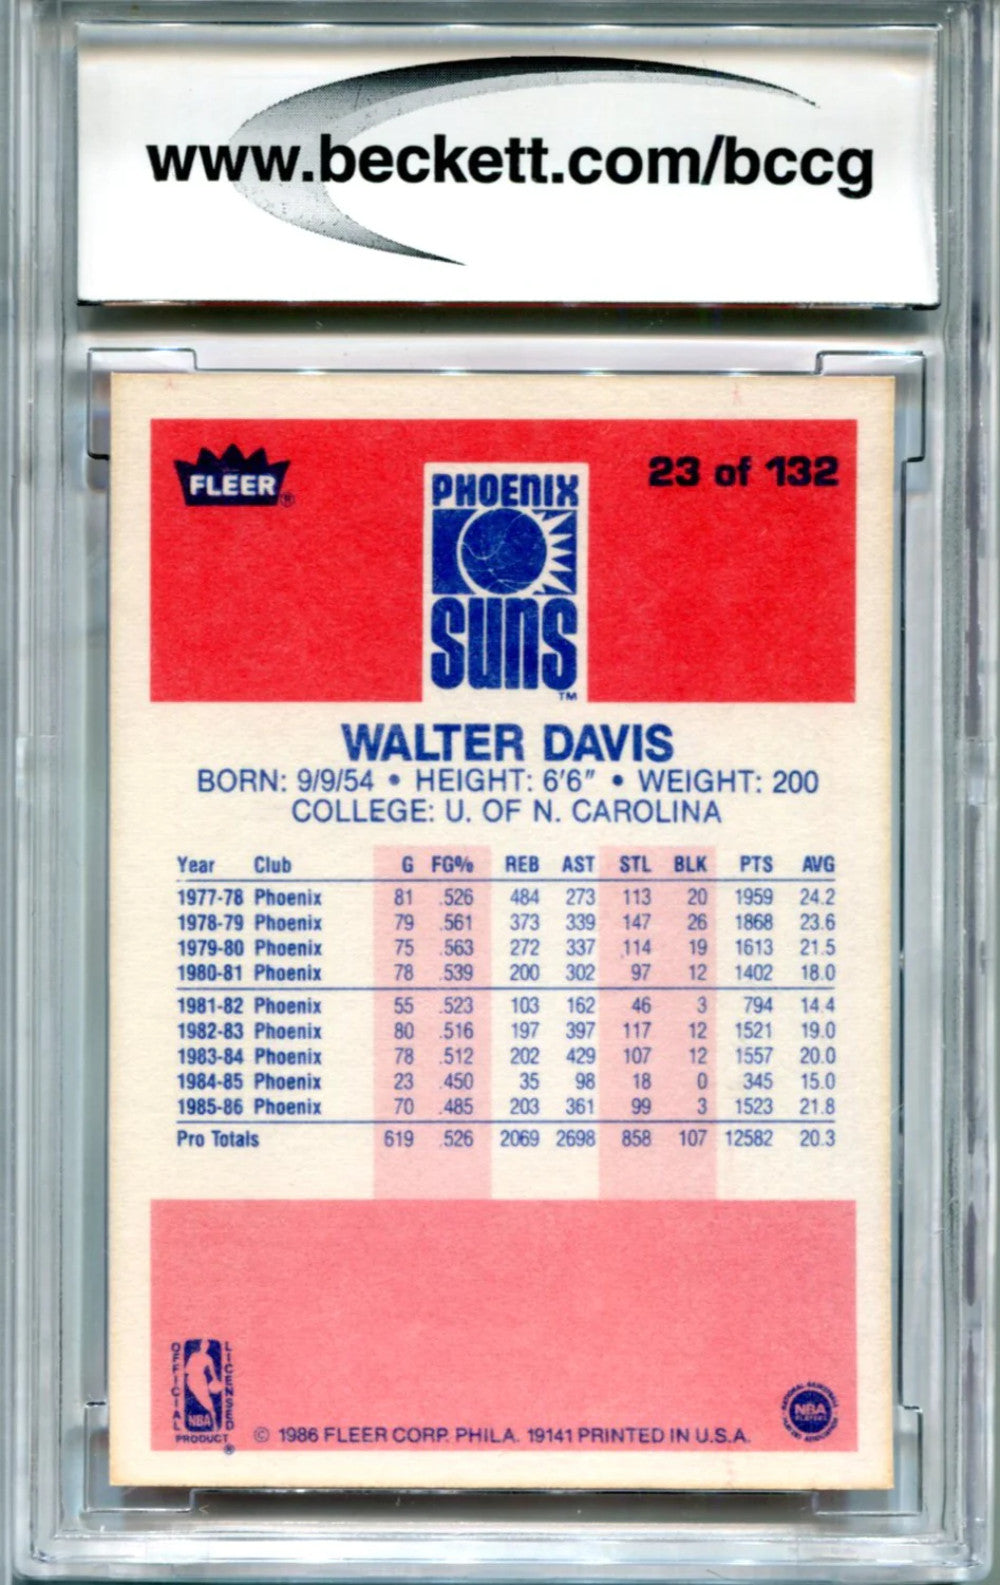 www.beckett.com/bccg
FLEER®
23 of 132
PHOENIX
SUNS
TM
WALTER DAVIS
BORN: 9/9/54 • HEIGHT: 6'6" • WEIGHT: 200
COLLEGE: U. OF N. CAROLINA
Year Club G FG% REB AST STL BLK PTS AVG
1977-78 Phoenix 81 .526 484 273 113 20 1959 24.2
1978-79 Phoenix 79 .561 373 339 147 26 1868 23.6
1979-80 Phoenix 75 .563 272 337 114 19 1613 21.5
1980-81 Phoenix 78 .539 200 302 97 12 1402 18.0
1981-82 Phoenix 55 .523 103 162 46 3 794 14.4
1982-83 Phoenix 80 .516 197 397 117 12 1521 19.0
1983-84 Phoenix 78 .512 202 429 107 12 1557 20.0
1984-85 Phoenix 23 .450 35 98 18 0 345 15.0
1985-86 Phoenix 70 .485 203 361 99 3 1523 21.8
Pro Totals 619 .526 2069 2698 858 107 12582 20.3
OFFICIAL
LICENSED
NBA
PRODUCT
®
© 1986 FLEER CORP. PHILA. 19141 PRINTED IN U.S.A.
NATIONAL BASKETBALL
NBA
PLAYERS
ASSOCIATION